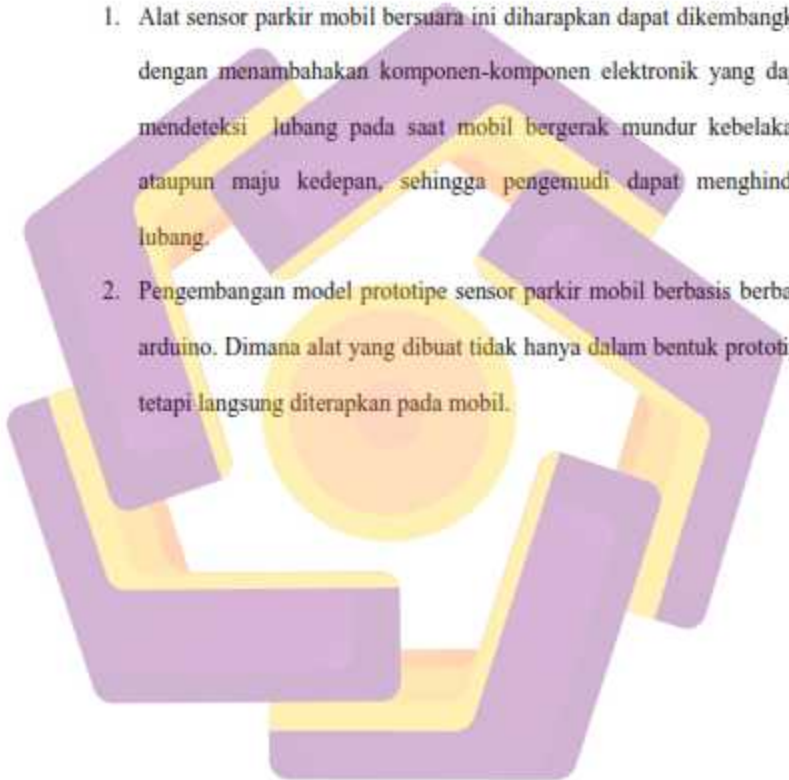 1. Alat sensor parkir mobil bersuara ini diharapkan dapat dikembangk
dengan menambahakan komponen-komponen elektronik yang da
mendeteksi lubang pada saat mobil bergerak mundur kebelaka
ataupun maju kedepan, sehingga pengemudi dapat menghind
lubang.
2. Pengembangan model prototipe sensor parkir mobil berbasis berba
arduino. Dimana alat yang dibuat tidak hanya dalam bentuk prototi
tetapi langsung diterapkan pada mobil.